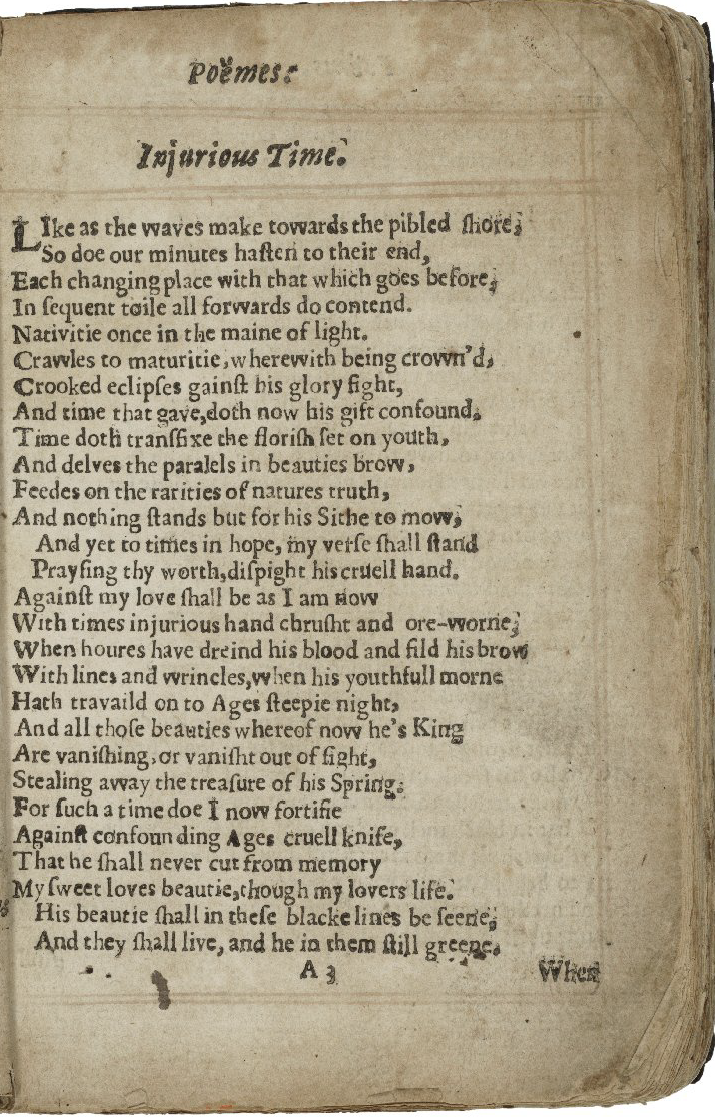 Poëmes:
Injurious Time.
LIke as the waves make towards the pibled ſhore,
So doe our minutes haſten to their end,
Each changing place with that which goes before,
In ſequent toile all forwards do contend.
Nativitie once in the maine of light.
Crawles to maturitie, wherewith being crown'd,
Crooked eclipſes gainſt his glory fight,
And time that gave, doth now his gift confound,
Time doth tranſfixe the floriſh ſet on youth,
And delves the paralels in beauties brow,
Feedes on the rarities of natures truth,
And nothing ſtands but for his Sithe to mow,
And yet to times in hope, my verſe ſhall ſtand
Prayſing thy worth, diſpight his cruell hand.
Againſt my love ſhall be as I am now
With times injurious hand chruſht and ore-worne,
When houres have dreind his blood and fild his brow
With lines and wrincles, when his youthfull morne
Hath travaild on to Ages ſteepie night,
And all thoſe beauties whereof now he's King
Are vaniſhing, or vaniſht out of ſight,
Stealing away the treaſure of his Spring;
For ſuch a time doe I now fortifie
Againſt confounding Ages cruell knife,
That he ſhall never cut from memory
My ſweet loves beautie, though my lovers life.
His beautie ſhall in theſe blacke lines be ſeene,
And they ſhall live, and he in them ſtill greene.
A 3
When